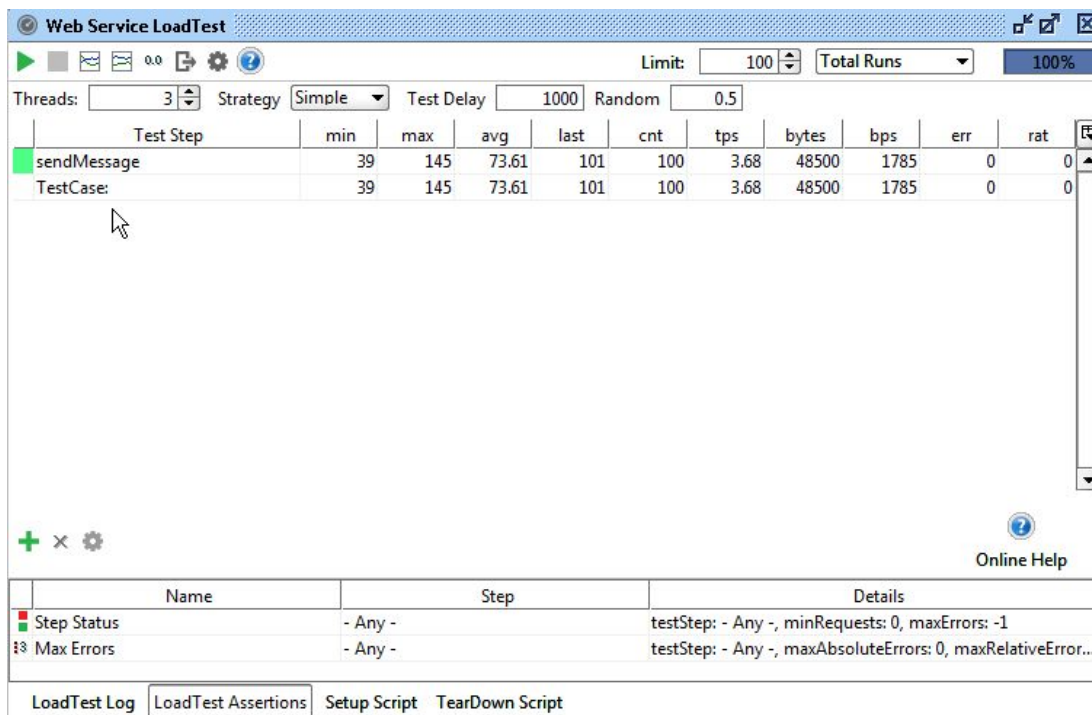 Web Service LoadTest
0.0 Limit: 100 Total Runs 100%
Threads: 3 Strategy Simple Test Delay 1000 Random 0.5
Test Step min max avg last cnt tps bytes bps err rat
sendMessage 39 145 73.61 101 100 3.68 48500 1785 0 0
TestCase: 39 145 73.61 101 100 3.68 48500 1785 0 0
Online Help
Name Step Details
Step Status - Any - testStep: - Any -, minRequests: 0, maxErrors: -1
Max Errors - Any - testStep: - Any -, maxAbsoluteErrors: 0, maxRelativeError...
LoadTest Log LoadTest Assertions Setup Script TearDown Script